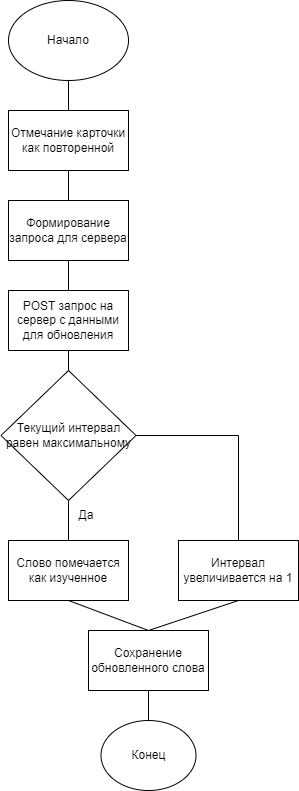 Начало
Отмечание карточки
как повторенной
Формирование
запроса для сервера
POST запрос на
сервер с данными
для обновления
Текущий интервал
равен максимальному
Да
Слово помечается
как изученное
Интервал
увеличивается на 1
Сохранение
обновленного слова
Конец